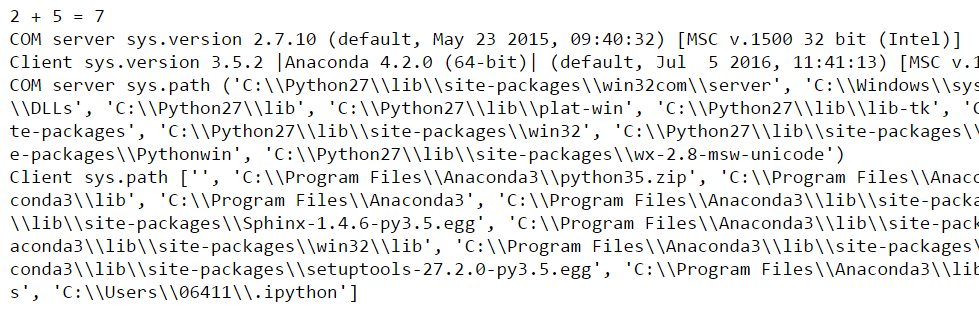 2 + 5 = 7
COM server sys.version 2.7.10 (default, May 23 2015, 09:40:32) [MSC v.1500 32 bit (Intel)]
Client sys.version 3.5.2 |Anaconda 4.2.0 (64-bit)| (default, Jul  5 2016, 11:41:13) [MSC v.1
COM server sys.path ('C:\\Python27\\lib\\site-packages\\win32com\\server', 'C:\\Windows\\sys
\\DLLs', 'C:\\Python27\\lib', 'C:\\Python27\\lib\\plat-win', 'C:\\Python27\\lib\\lib-tk', 'C
te-packages', 'C:\\Python27\\lib\\site-packages\\win32', 'C:\\Python27\\lib\\site-packages\\
e-packages\\Pythonwin', 'C:\\Python27\\lib\\site-packages\\wx-2.8-msw-unicode')
Client sys.path ['', 'C:\\Program Files\\Anaconda3\\python35.zip', 'C:\\Program Files\\Anaco
conda3\\lib', 'C:\\Program Files\\Anaconda3', 'C:\\Program Files\\Anaconda3\\lib\\site-packa
\\lib\\site-packages\\Sphinx-1.4.6-py3.5.egg', 'C:\\Program Files\\Anaconda3\\lib\\site-pack
aconda3\\lib\\site-packages\\win32\\lib', 'C:\\Program Files\\Anaconda3\\lib\\site-packages\
conda3\\lib\\site-packages\\setuptools-27.2.0-py3.5.egg', 'C:\\Program Files\\Anaconda3\\lib
s', 'C:\\Users\\06411\\.ipython']